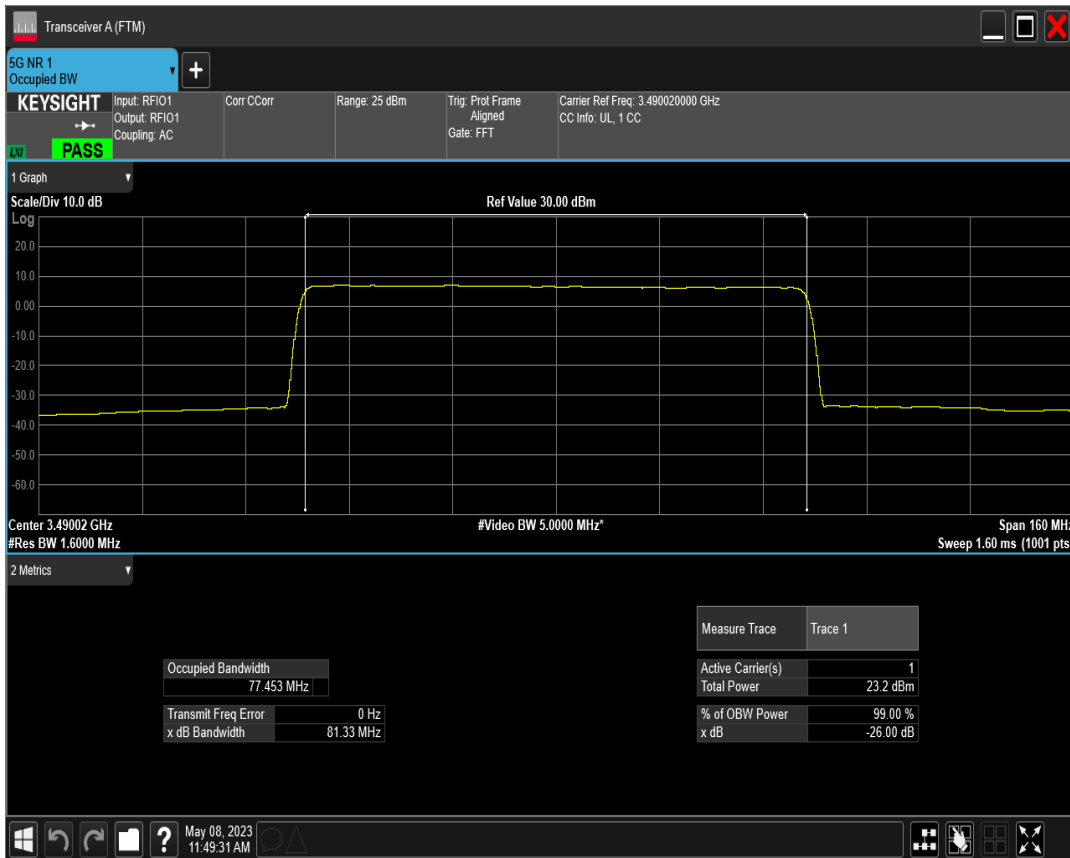 Transceiver A (FTM)
5G NR 1
Occupied BW
+
KEYSIGHT
LXI
PASS
Input: RFIO1
Output: RFIO1
Coupling: AC
Corr CCorr
Range: 25 dBm
Trig: Prot Frame
Aligned
Gate: FFT
Carrier Ref Freq: 3.490020000 GHz
CC Info: UL, 1 CC
1 Graph
Scale/Div 10.0 dB
Ref Value 30.00 dBm
Log
20.0
10.0
0.00
-10.0
-20.0
-30.0
-40.0
-50.0
-60.0
Center 3.49002 GHz
#Video BW 5.0000 MHz*
Span 160 MHz
#Res BW 1.6000 MHz
Sweep 1.60 ms (1001 pts
2 Metrics
Measure Trace Trace 1
Occupied Bandwidth
77.453 MHz
Active Carrier(s) 1
Total Power 23.2 dBm
Transmit Freq Error 0 Hz
x dB Bandwidth 81.33 MHz
% of OBW Power 99.00 %
x dB -26.00 dB
?
May 08, 2023
11:49:31 AM